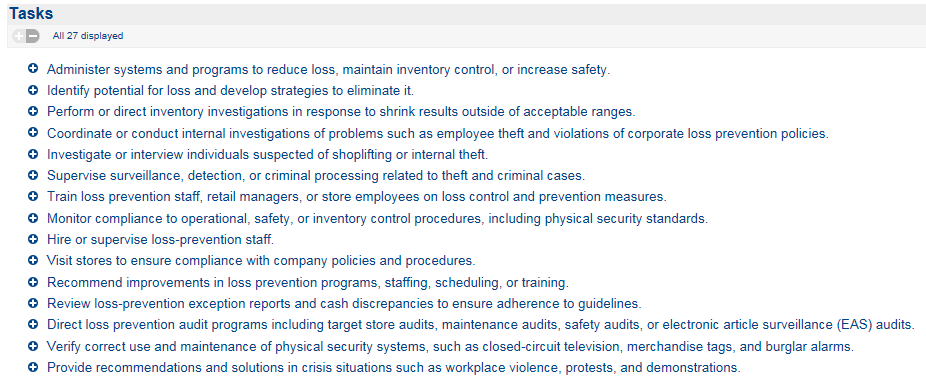 Tasks
All 27 displayed
Administer systems and programs to reduce loss, maintain inventory control, or increase safety.
Identify potential for loss and develop strategies to eliminate it.
Perform or direct inventory investigations in response to shrink results outside of acceptable ranges.
Coordinate or conduct internal investigations of problems such as employee theft and violations of corporate loss prevention policies.
Investigate or interview individuals suspected of shoplifting or internal theft.
Supervise surveillance, detection, or criminal processing related to theft and criminal cases.
Train loss prevention staff, retail managers, or store employees on loss control and prevention measures.
Monitor compliance to operational, safety, or inventory control procedures, including physical security standards.
Hire or supervise loss-prevention staff.
Visit stores to ensure compliance with company policies and procedures.
Recommend improvements in loss prevention programs, staffing, scheduling, or training.
Review loss-prevention exception reports and cash discrepancies to ensure adherence to guidelines.
Direct loss prevention audit programs including target store audits, maintenance audits, safety audits, or electronic article surveillance (EAS) audits.
Verify correct use and maintenance of physical security systems, such as closed-circuit television, merchandise tags, and burglar alarms.
Provide recommendations and solutions in crisis situations such as workplace violence, protests, and demonstrations.